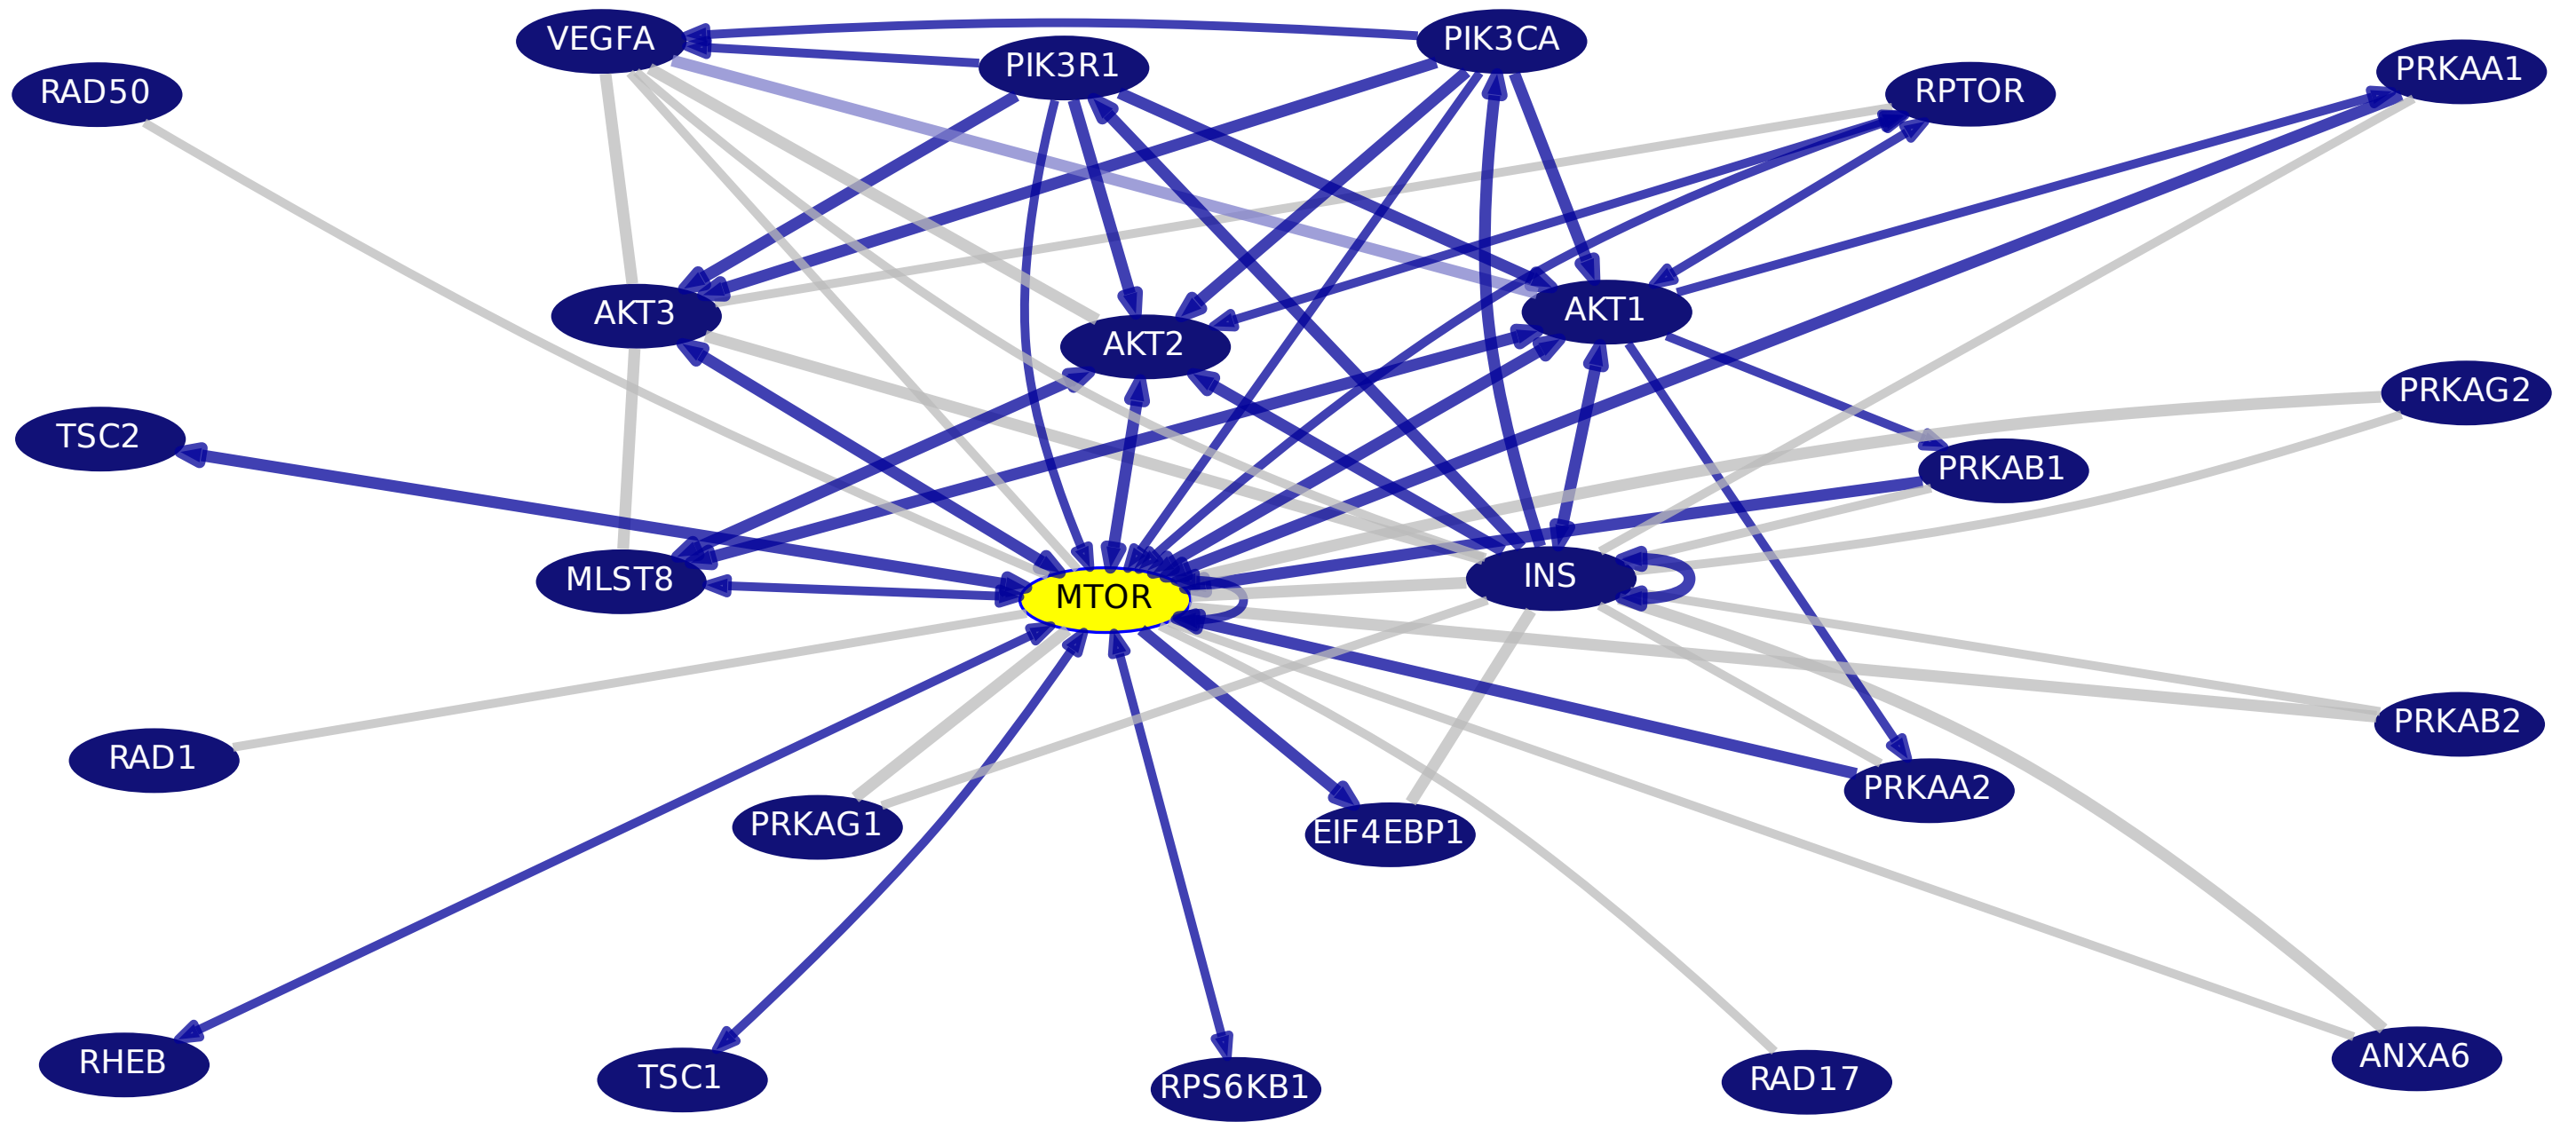 VEGFA
PIK3CA
PIK3R1
PRKAA1
RAD50
RPTOR
AKT3
AKT1
AKT2
PRKAG2
TSC2
PRKAB1
MLST8
INS
MTOR
RAD1
PRKAB2
PRKAA2
PRKAG1
EIF4EBP1
RHEB
TSC1
RPS6KB1
RAD17
ANXA6